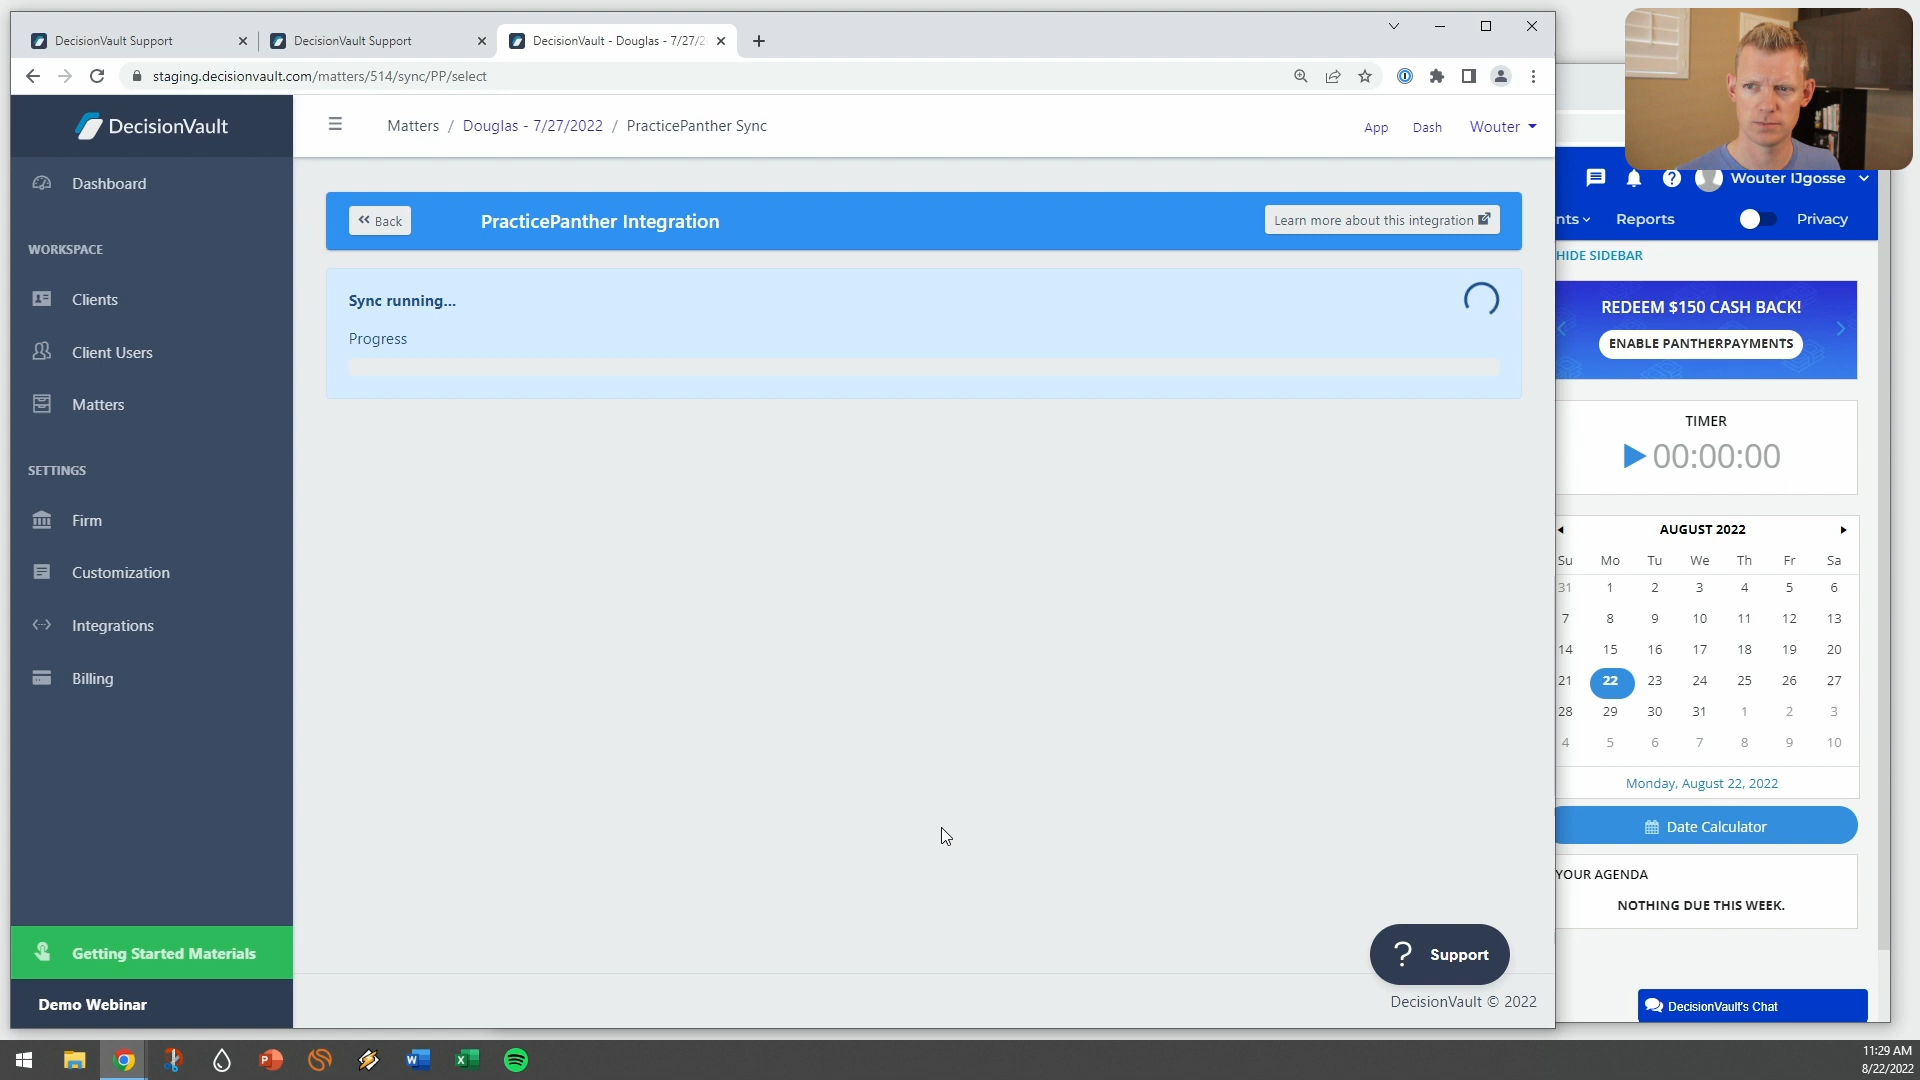 DecisionVault Support
DecisionVault Support
DecisionVault - Douglas - 7/27/2
staging.decisionvault.com/matters/514/sync/PP/select
DecisionVault
Matters / Douglas - 7/27/2022 / PracticePanther Sync
App
Dash
Wouter
Dashboard
WORKSPACE
Clients
Client Users
Matters
SETTINGS
Firm
Customization
Integrations
Billing
Getting Started Materials
Demo Webinar
Back
PracticePanther Integration
Learn more about this integration
Sync running...
Progress
? Support
DecisionVault © 2022
Wouter IJgosse
nts
Reports
Privacy
HIDE SIDEBAR
REDEEM $150 CASH BACK!
ENABLE PANTHERPAYMENTS
TIMER
00:00:00
AUGUST 2022
Su Mo Tu We Th Fr Sa
31 1 2 3 4 5 6
7 8 9 10 11 12 13
14 15 16 17 18 19 20
21 22 23 24 25 26 27
28 29 30 31 1 2 3
4 5 6 7 8 9 10
Monday, August 22, 2022
Date Calculator
YOUR AGENDA
NOTHING DUE THIS WEEK.
DecisionVault's Chat
11:29 AM
8/22/2022